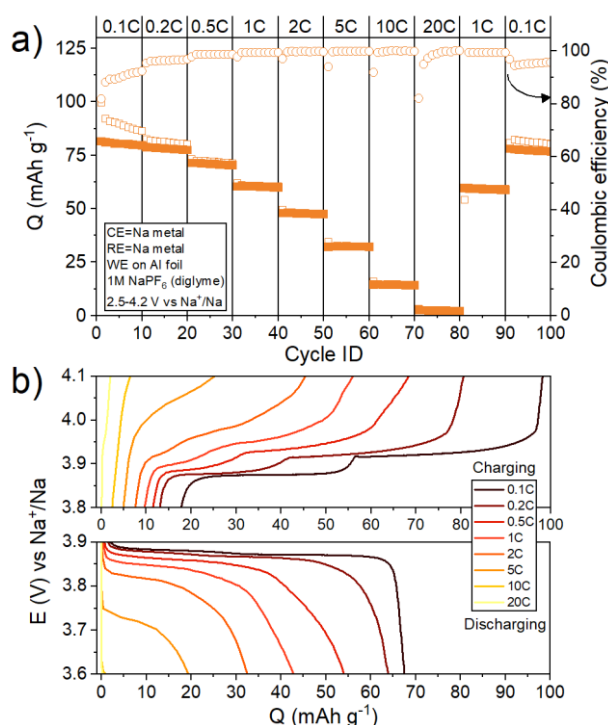 a)
0.1C 0.2C 0.5C 1C 2C 5C 10C 20C 1C 0.1C
Q (mAh g⁻¹)
125
100
75
50
25
0
CE=Na metal
RE=Na metal
WE on Al foil
1M NaPF₆ (diglyme)
2.5-4.2 V vs Na⁺/Na
100
80
60
40
20
0
Coulombic efficiency (%)
0 10 20 30 40 50 60 70 80 90 100
Cycle ID
b)
E (V) vs Na⁺/Na
4.1
4.0
3.9
3.8
0 10 20 30 40 50 60 70 80 90 100
Charging
0.1C
0.2C
0.5C
1C
2C
5C
10C
20C
Discharging
3.9
3.8
3.7
3.6
0 10 20 30 40 50 60 70 80 90 100
Q (mAh g⁻¹)